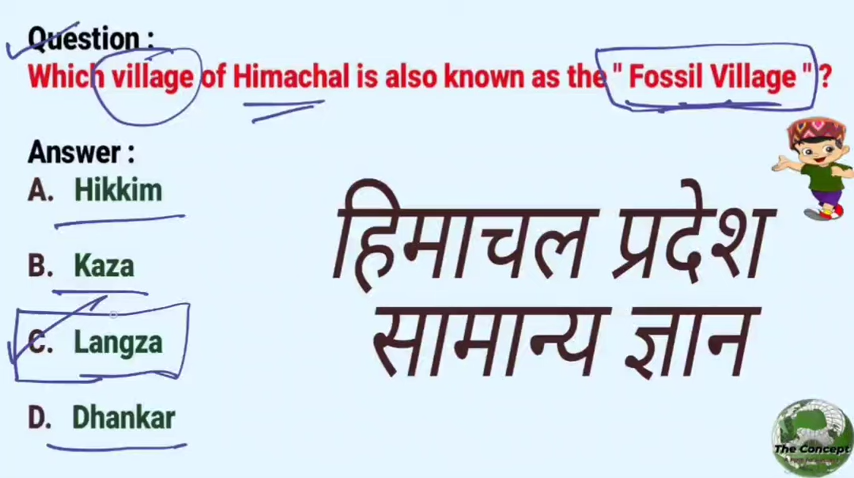 Question :
Which village of Himachal is also known as the " Fossil Village " ?
Answer :
A. Hikkim
B. Kaza
C. Langza
D. Dhankar
हिमाचल प्रदेश
सामान्य ज्ञान
The Concept